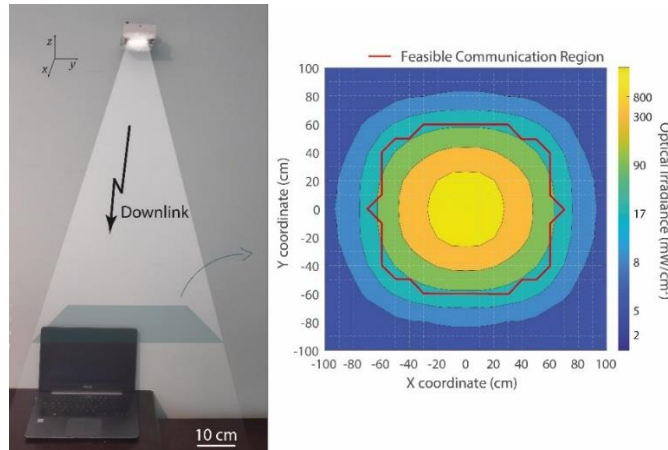 z
x
y
Downlink
10 cm
Feasible Communication Region
100
80
60
40
20
0
-20
-40
-60
-80
-100
-100 -80 -60 -40 -20 0 20 40 60 80 100
Y coordinate (cm)
X coordinate (cm)
800
300
90
17
8
5
2
Optical Irradiance (mW/cm²)